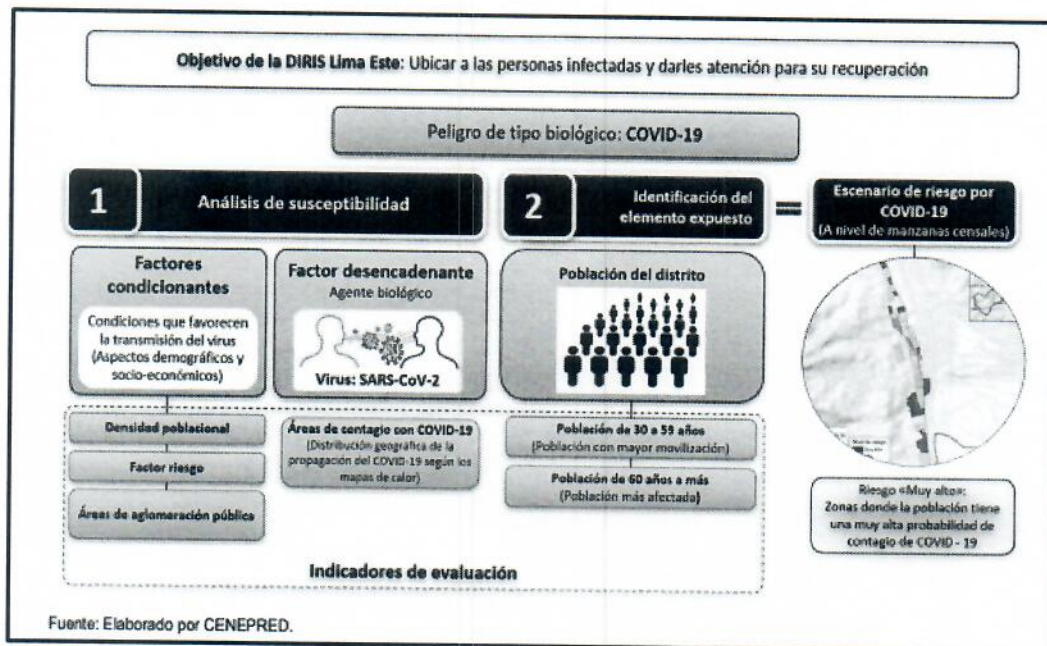 Objetivo de la DIRIS Lima Este: Ubicar a las personas infectadas y darles atención para su recuperación
Peligro de tipo biológico: COVID-19
1
Análisis de susceptibilidad
2
Identificación del
elemento expuesto
Escenario de riesgo por
COVID-19
(A nivel de manzanas censales)
Factores
condicionantes
Condiciones que favorecen
la transmisión del virus
(Aspectos demográficos y
socio-económicos)
Factor desencadenante
Agente biológico
Virus: SARS-CoV-2
Población del distrito
Densidad poblacional
Factor riesgo
Áreas de aglomeración pública
Áreas de contagio con COVID-19
(Distribución geográfica de la
propagación del COVID-19 según los
mapas de calor)
Población de 30 a 59 años
(Población con mayor movilización)
Población de 60 años a más
(Población más afectada)
Riesgo «Muy alto»:
Zonas donde la población tiene
una muy alta probabilidad de
contagio de COVID - 19
Indicadores de evaluación
Fuente: Elaborado por CENEPRED.